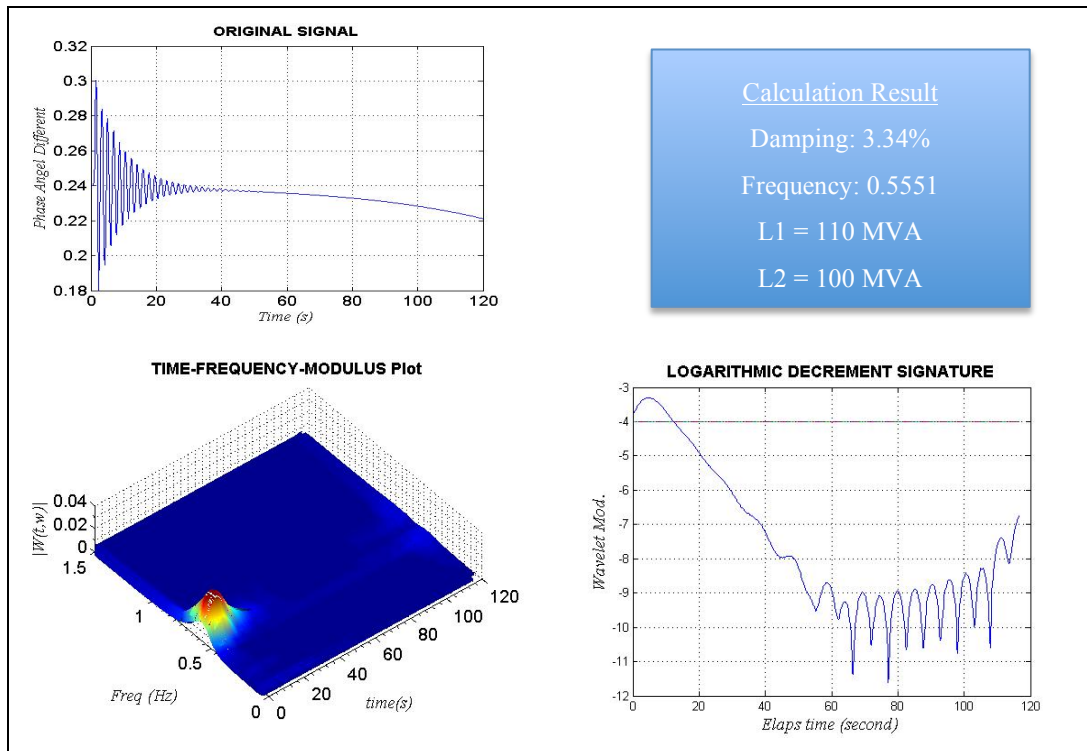 ORIGINAL SIGNAL
0.32
0.3
0.28
0.26
0.24
0.22
0.2
0.18
Phase Angel Different
0 20 40 60 80 100 120
Time (s)
Calculation Result
Damping: 3.34%
Frequency: 0.5551
L1 = 110 MVA
L2 = 100 MVA
TIME-FREQUENCY-MODULUS Plot
|W(t,w)|
0.04
0.02
0
1.5
1
0.5
0
Freq (Hz)
0
20
40
60
80
100
120
time(s)
LOGARITHMIC DECREMENT SIGNATURE
-3
-4
-5
-6
-7
-8
-9
-10
-11
-12
Wavelet Mod.
0 20 40 60 80 100 120
Elaps time (second)